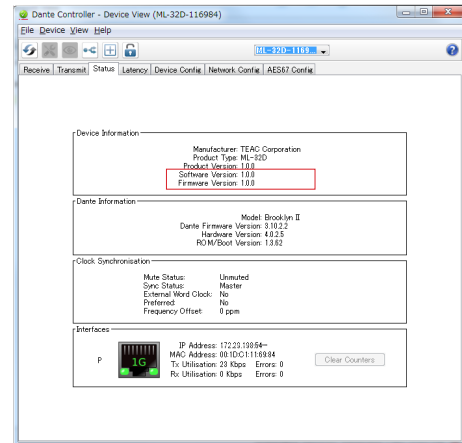 Dante Controller - Device View (ML-32D-116984)
File Device View Help
ML-32D-1169...
?
Receive Transmit Status Latency Device Config Network Config AES67 Config
Device Information
Manufacturer: TEAC Corporation
Product Type: ML-32D
Product Version: 1.0.0
Software Version: 1.0.0
Firmware Version: 1.0.0
Dante Information
Model: Brooklyn II
Dante Firmware Version: 3.10.2.2
Hardware Version: 4.0.2.5
ROM/Boot Version: 1.3.62
Clock Synchronisation
Mute Status: Unmuted
Sync Status: Master
External Word Clock: No
Preferred: No
Frequency Offset: 0 ppm
Interfaces
P
1G
IP Address: 172.29.198.54
MAC Address: 00:1D:C1:11:69:84
Tx Utilisation: 23 Kbps Errors: 0
Rx Utilisation: 0 Kbps Errors: 0
Clear Counters